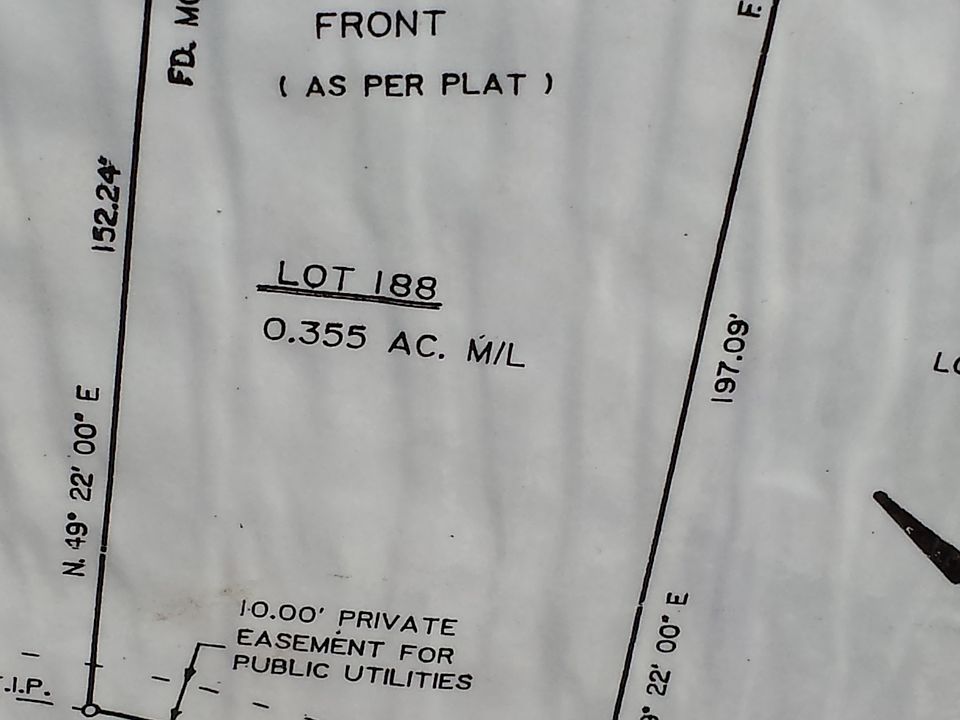 FRONT
( AS PER PLAT )
FD.
152.24'
LOT 188
0.355 AC. M/L
197.09'
N. 49° 22' 00" E
10.00' PRIVATE
EASEMENT FOR
PUBLIC UTILITIES
22' 00" E
.I.P.